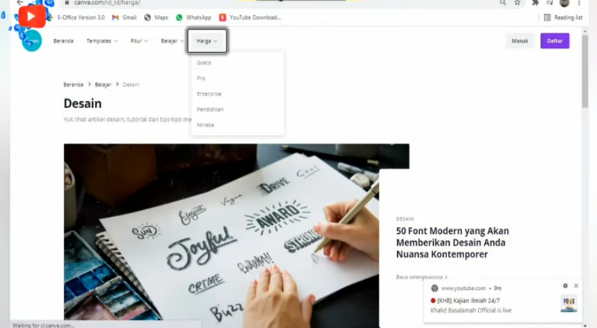 canva.com/id_id/harga/
E-Office Version 3.0 Gmail Maps WhatsApp YouTube Download... Reading list
Beranda Templates Fitur Belajar Harga Masuk Daftar
Gratis
Pro
Enterprise
Pendidikan
Nirlaba
Beranda > Belajar > Desain
Desain
Yuk lihat artikel desain, tutorial dan tips-tips me
Sun
Elegant
Vogue
DRIVE
Cool
AWARD
Joyful
STRONG
CRIME
Buzz
DESAIN
50 Font Modern yang Akan
Memberikan Desain Anda
Nuansa Kontemporer
Baca selengkapnya
www.youtube.com • 9m
[KHB] Kajian Ilmiah 24/7
Khalid Basalamah Official is live
Waiting for cl.canva.com...